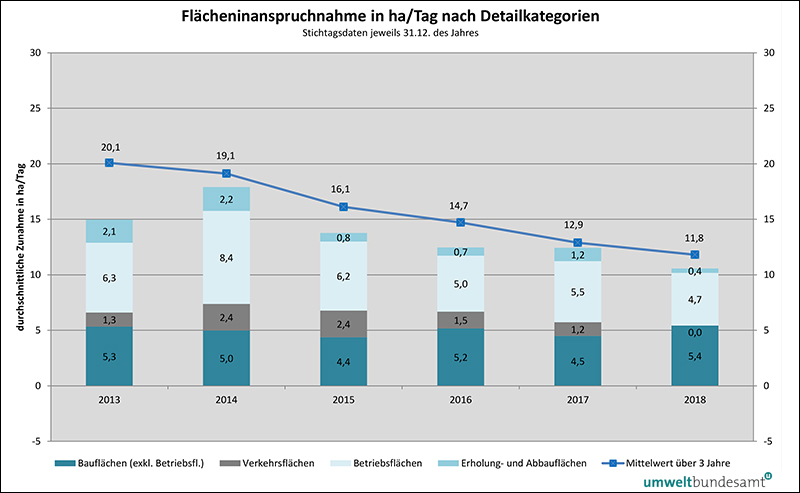 Flächeninanspruchnahme in ha/Tag nach Detailkategorien
Stichtagsdaten jeweils 31.12. des Jahres
durchschnittliche Zunahme in ha/Tag
30 30
25 25
20 20
15 15
10 10
5 5
0 0
-5 -5
20,1 19,1 16,1 14,7 12,9 11,8
2,1 2,2 0,8 0,7 1,2 0,4
6,3 8,4 6,2 5,0 5,5 4,7
1,3 2,4 2,4 1,5 1,2 0,0
5,3 5,0 4,4 5,2 4,5 5,4
2013 2014 2015 2016 2017 2018
Bauflächen (exkl. Betriebsfl.) Verkehrsflächen Betriebsflächen Erholung- und Abbauflächen Mittelwert über 3 Jahre
umweltbundesamt u